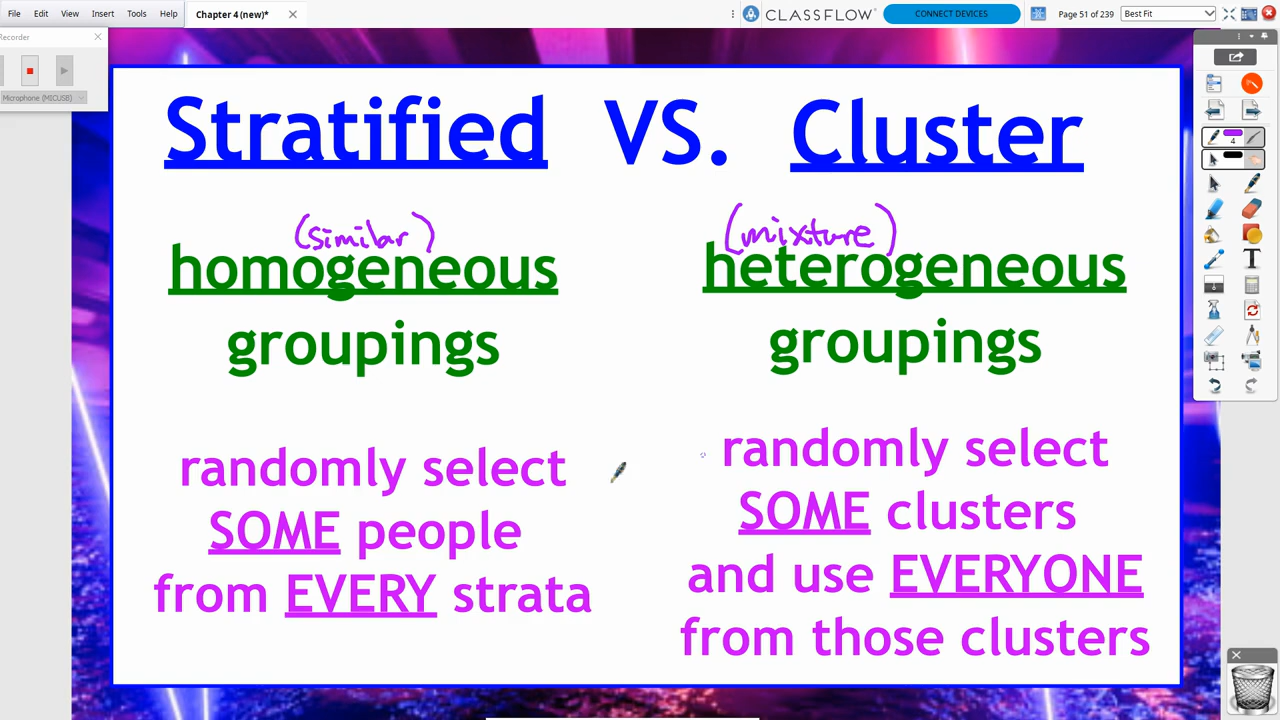 File Edit View Insert Tools Help Chapter 4 (new)* CLASSFLOW CONNECT DEVICES Page 51 of 239 Best Fit
Recorder
Microphone (MICUSB)
Stratified VS. Cluster
(similar) (mixture)
homogeneous heterogeneous
groupings groupings
randomly select
SOME people
from EVERY strata
randomly select
SOME clusters
and use EVERYONE
from those clusters
4
T